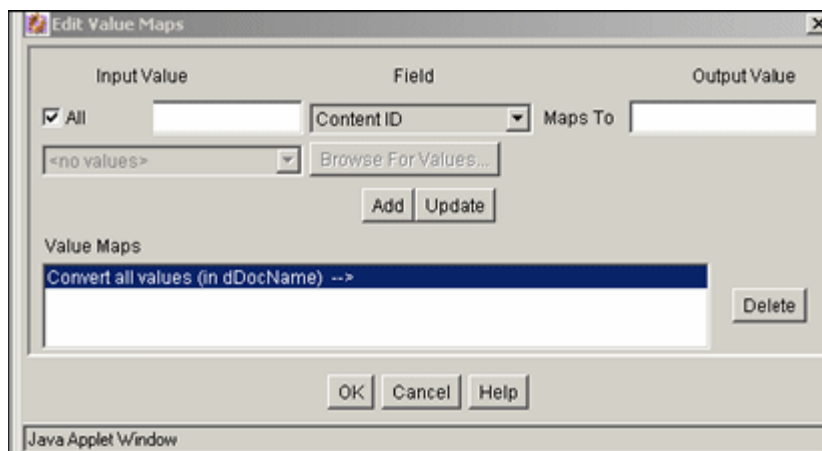 Edit Value Maps
Input Value Field Output Value
All Content ID Maps To
<no values> Browse For Values...
Add Update
Value Maps
Convert all values (in dDocName) -->
Delete
OK Cancel Help
Java Applet Window